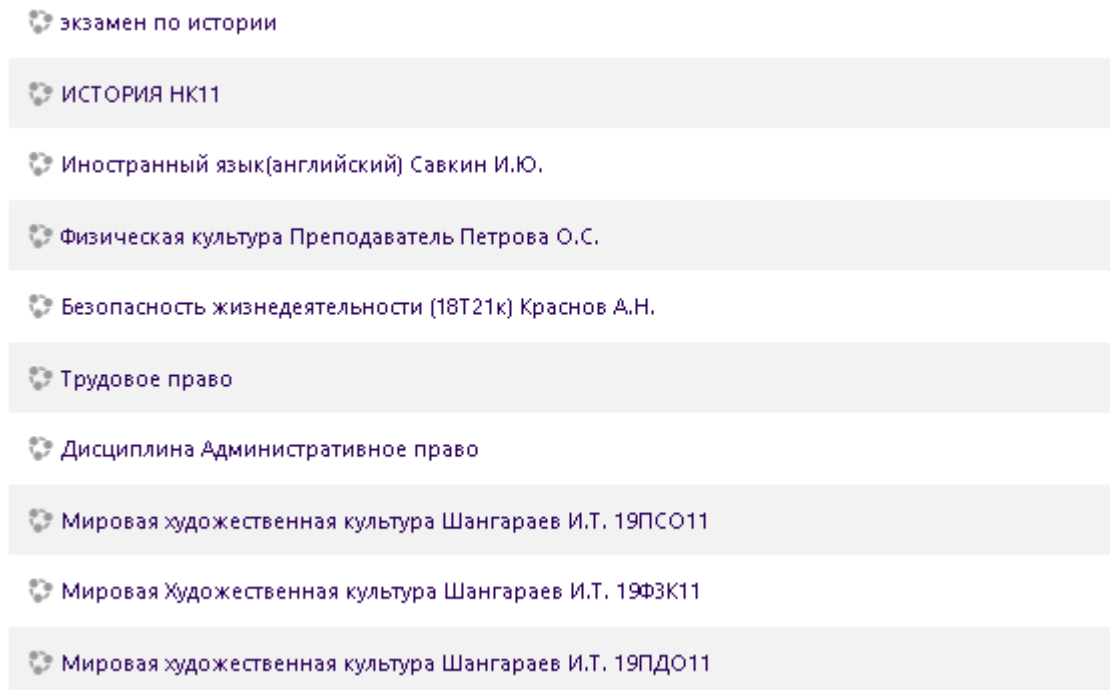 экзамен по истории
ИСТОРИЯ НК11
Иностранный язык(английский) Савкин И.Ю.
Физическая культура Преподаватель Петрова О.С.
Безопасность жизнедеятельности (18Т21к) Краснов А.Н.
Трудовое право
Дисциплина Административное право
Мировая художественная культура Шангараев И.Т. 19ПСО11
Мировая Художественная культура Шангараев И.Т. 19ФЗК11
Мировая художественная культура Шангараев И.Т. 19ПДО11